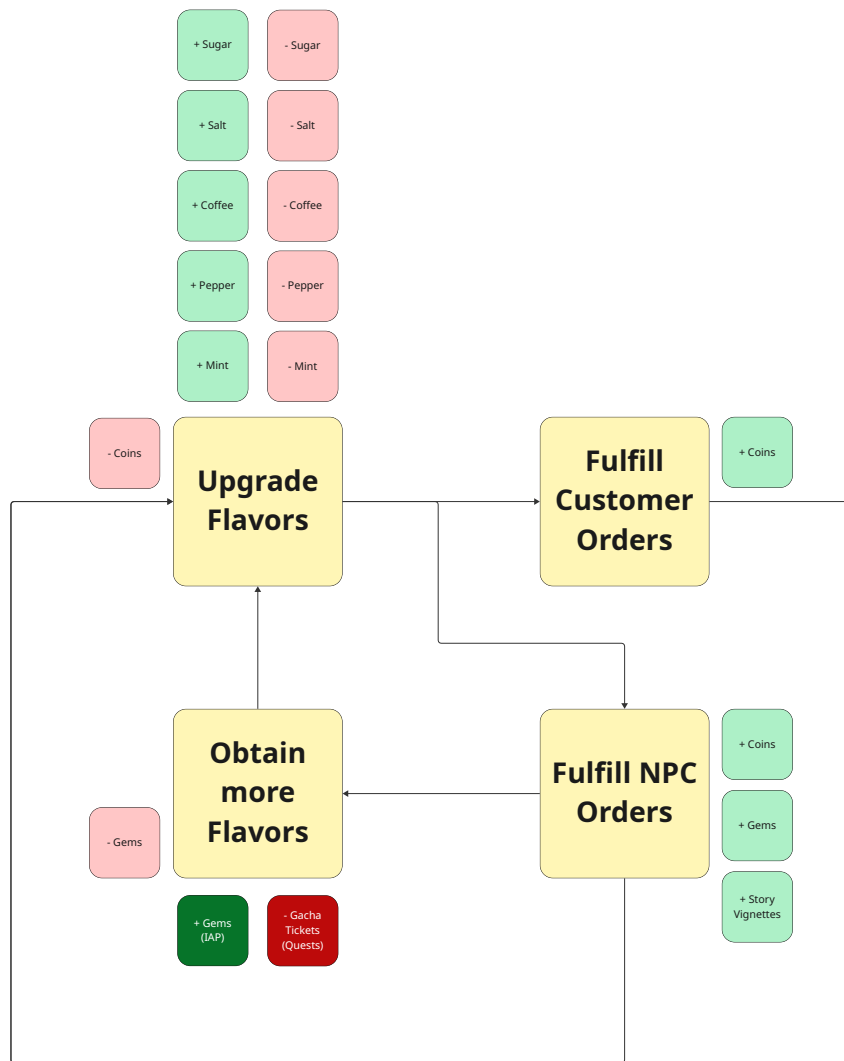 + Sugar
- Sugar
+ Salt
- Salt
+ Coffee
- Coffee
+ Pepper
- Pepper
+ Mint
- Mint
- Coins
Upgrade
Flavors
Fulfill
Customer
Orders
+ Coins
Obtain
more
Flavors
- Gems
+ Gems
(IAP)
- Gacha
Tickets
(Quests)
Fulfill NPC
Orders
+ Coins
+ Gems
+ Story
Vignettes